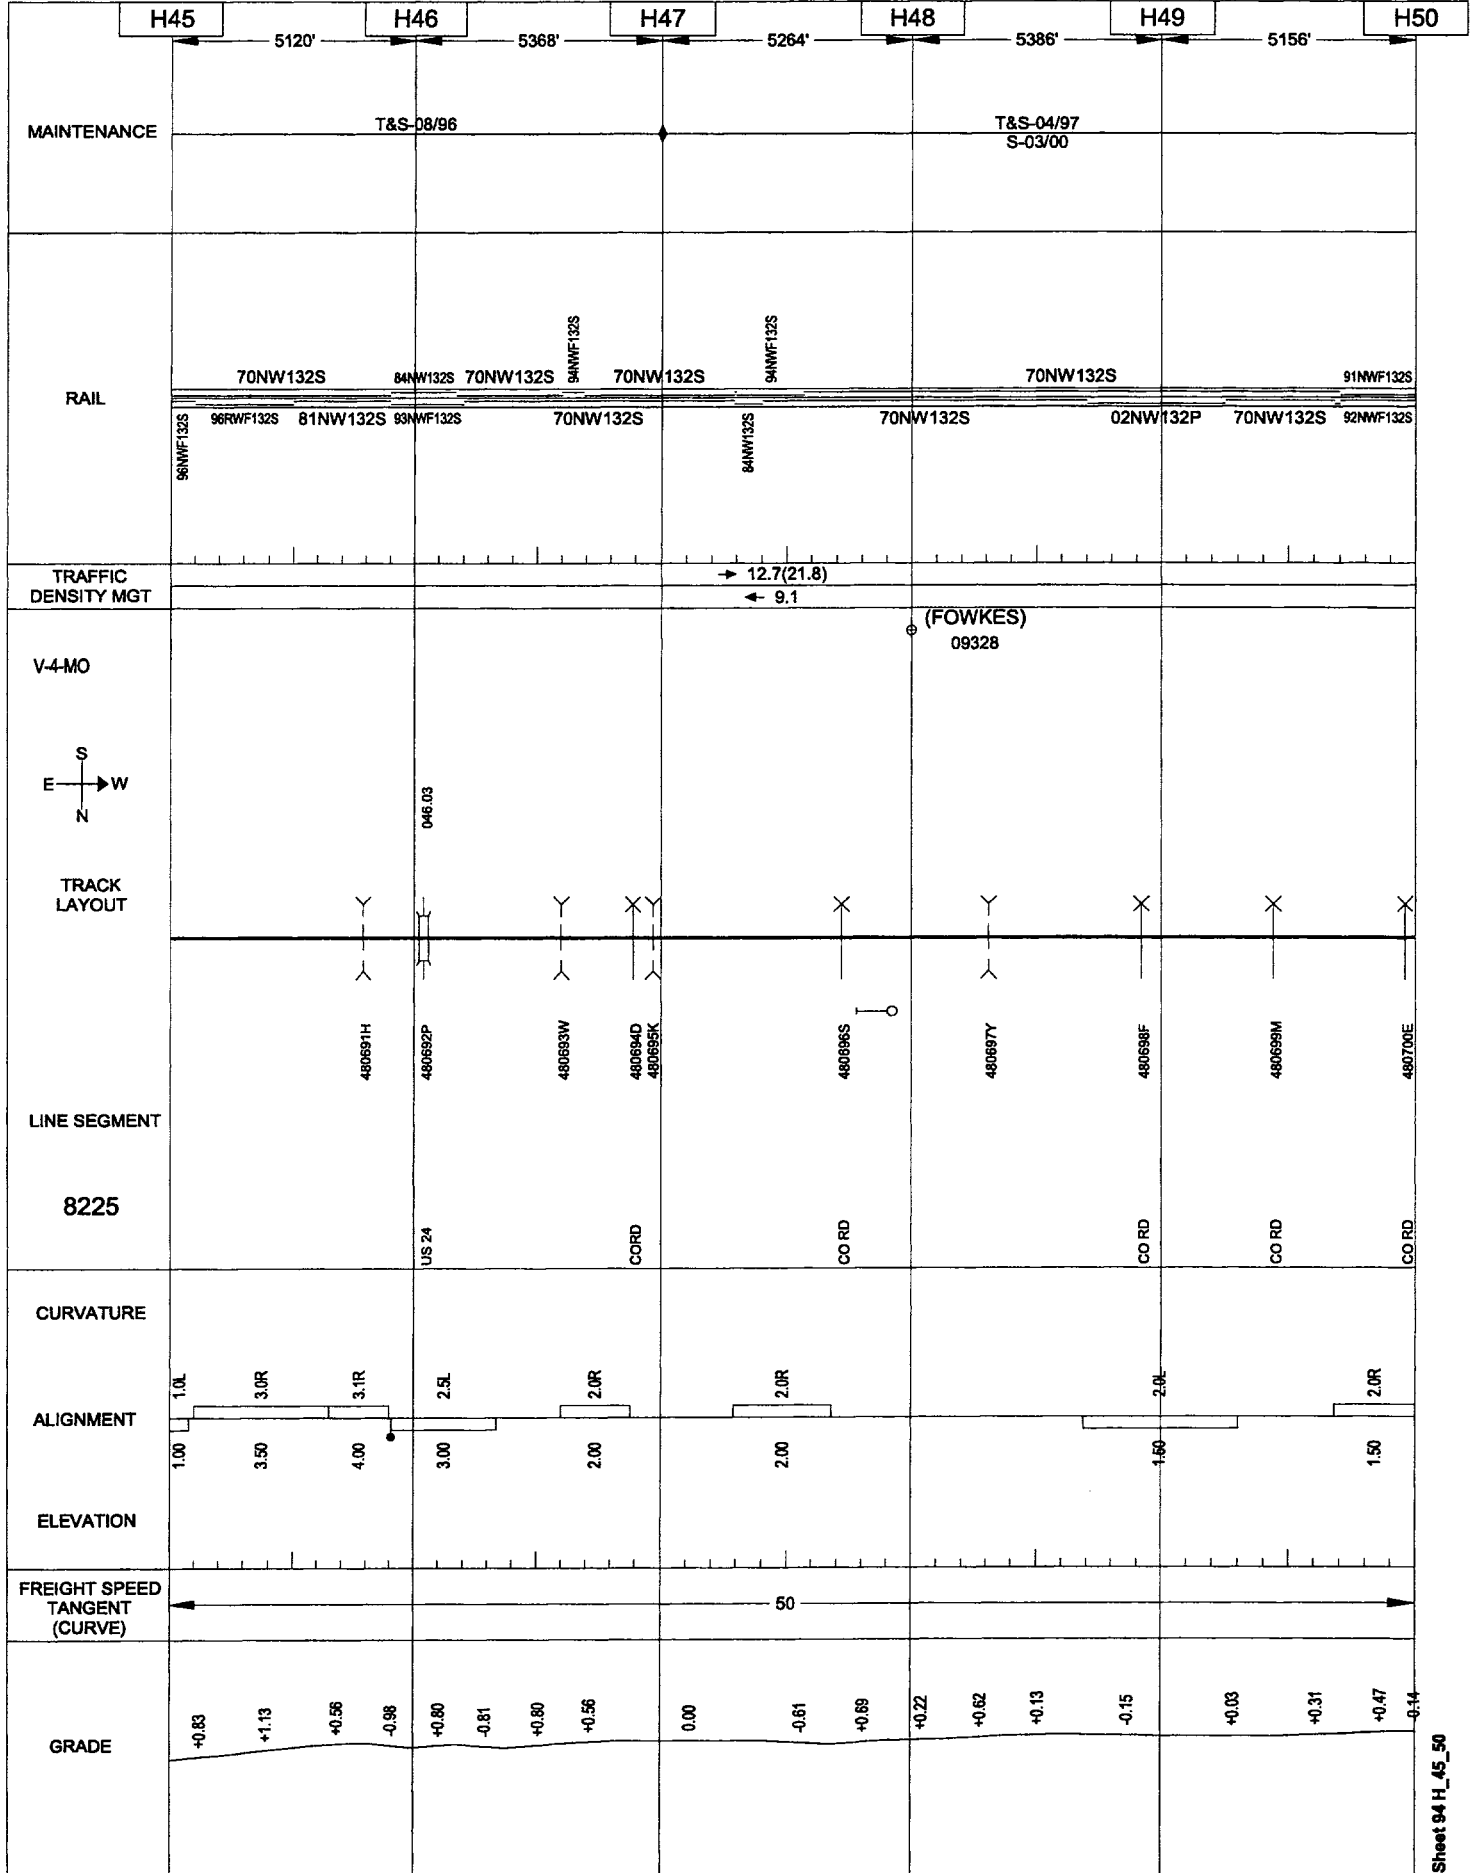 H45 H46 H47 H48 H49 H50
5120' 5368' 5264' 5386' 5156'
MAINTENANCE
T&S-08/96
T&S-04/97
S-03/00
94NWF132S 94NWF132S
70NW132S 84NW132S 70NW132S 70NW132S 70NW132S 91NWF132S
RAIL
96RWF132S 81NW132S 93NWF132S 70NW132S 70NW132S 02NW132P 70NW132S 92NWF132S
96NWF132S 84NW132S
TRAFFIC
DENSITY MGT
12.7(21.8)
9.1
(FOWKES)
09328
V-4-MO
S
E W
N
046.03
TRACK
LAYOUT
480691H 480692P 480693W 480694D 480695K 480696S 480697Y 480698F 480699M 480700E
LINE SEGMENT
8225
US 24 CORD CO RD CO RD CO RD CO RD
CURVATURE
1.0L 3.0R 3.1R 2.5L 2.0R 2.0R 2.0L 2.0R
ALIGNMENT
1.00 3.50 4.00 3.00 2.00 2.00 1.50 1.50
ELEVATION
FREIGHT SPEED
TANGENT
(CURVE)
50
+0.83 +1.13 +0.56 -0.98 +0.80 -0.81 +0.80 +0.56 0.00 -0.61 +0.69 +0.22 +0.62 +0.13 -0.15 +0.03 +0.31 +0.47 -0.14
GRADE
Sheet 94 H_45_50